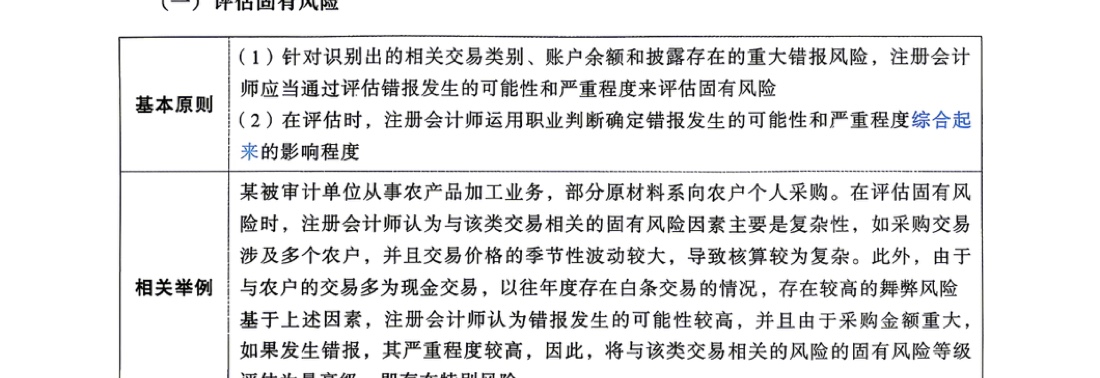 （一）评估固有风险
基本原则
（1）针对识别出的相关交易类别、账户余额和披露存在的重大错报风险，注册会计
师应当通过评估错报发生的可能性和严重程度来评估固有风险
（2）在评估时，注册会计师运用职业判断确定错报发生的可能性和严重程度综合起
来的影响程度
相关举例
某被审计单位从事农产品加工业务，部分原材料系向农户个人采购。在评估固有风
险时，注册会计师认为与该类交易相关的固有风险因素主要是复杂性，如采购交易
涉及多个农户，并且交易价格的季节性波动较大，导致核算较为复杂。此外，由于
与农户的交易多为现金交易，以往年度存在白条交易的情况，存在较高的舞弊风险
基于上述因素，注册会计师认为错报发生的可能性较高，并且由于采购金额重大，
如果发生错报，其严重程度较高，因此，将与该类交易相关的风险的固有风险等级
评估为最高级，即存在特别风险